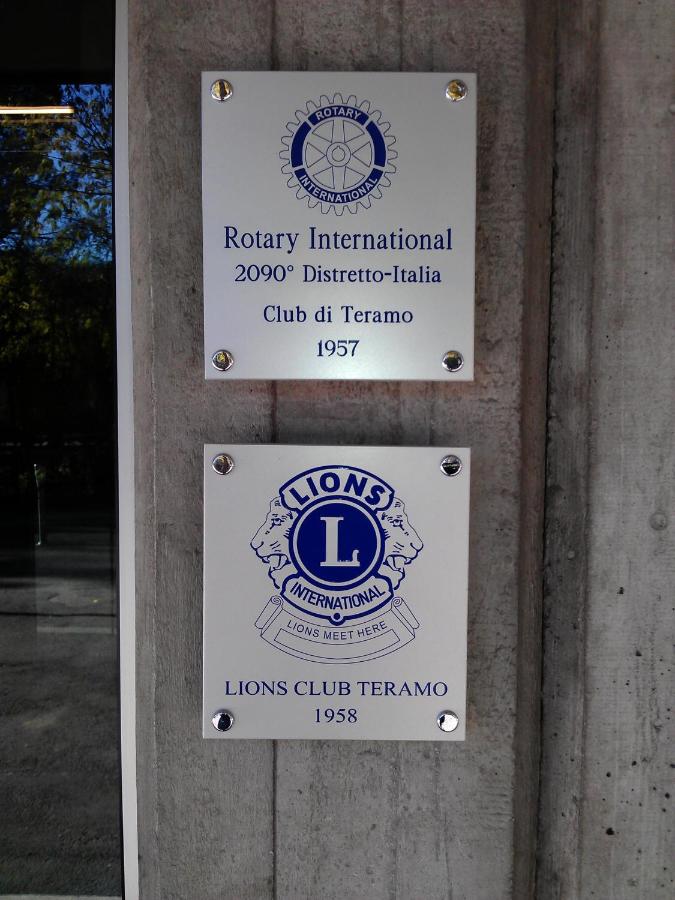 ROTARY
INTERNATIONAL
Rotary International
2090° Distretto-Italia
Club di Teramo
1957
LIONS
L
INTERNATIONAL
LIONS MEET HERE
LIONS CLUB TERAMO
1958